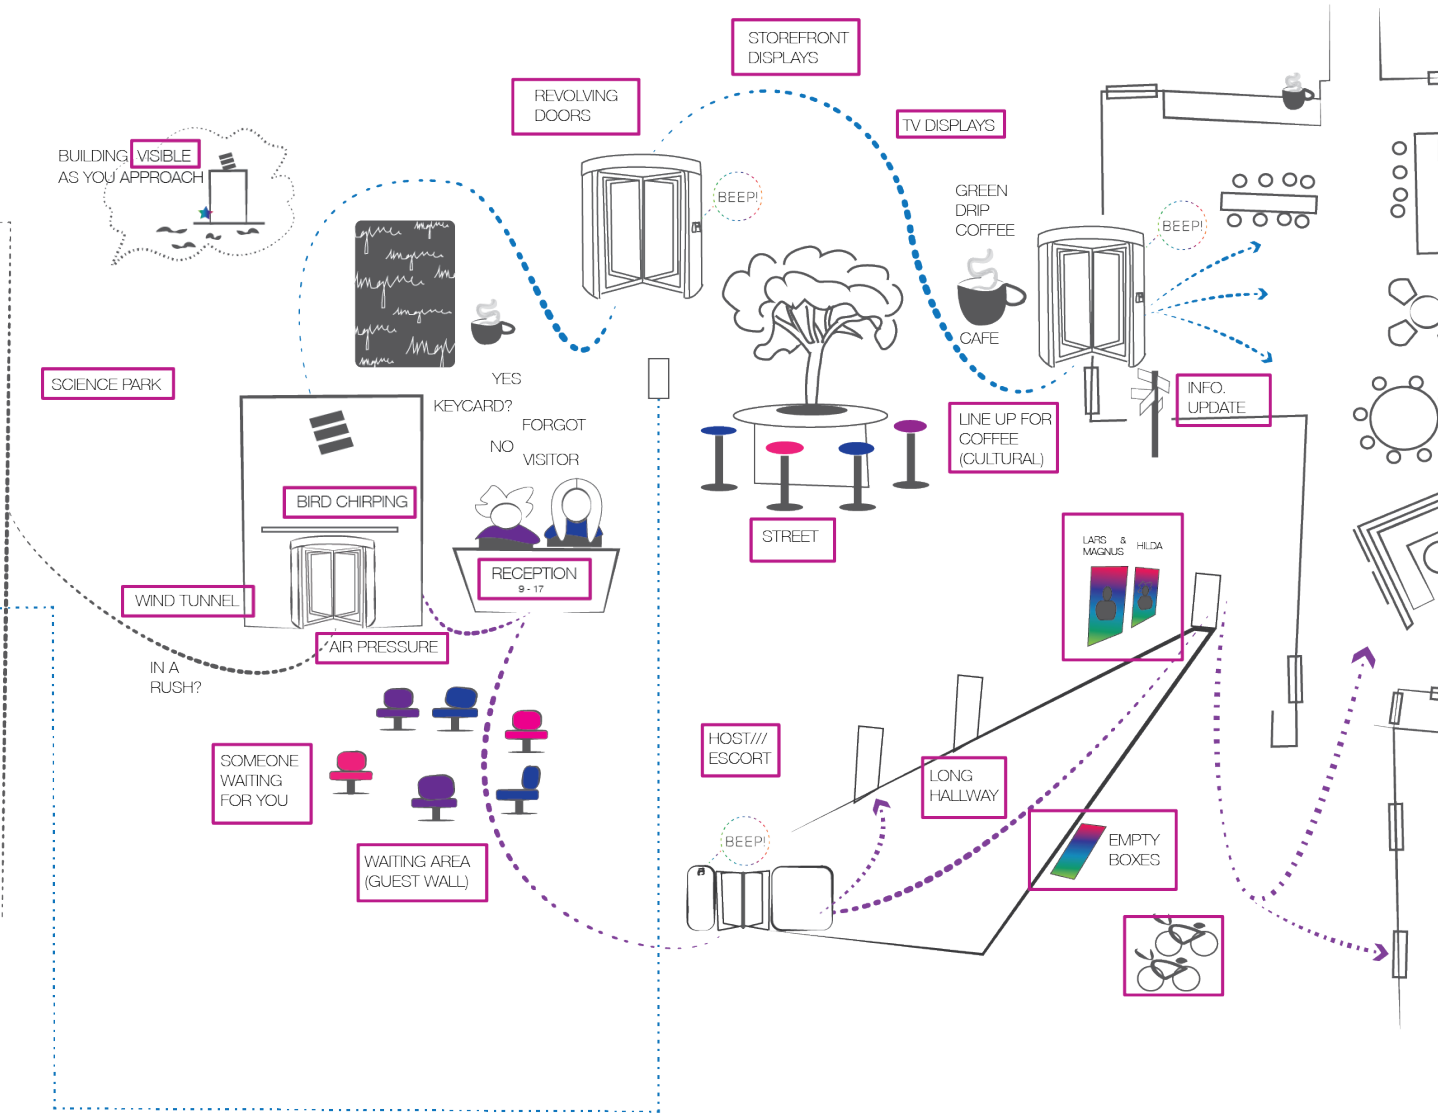 STOREFRONT
DISPLAYS
REVOLVING
DOORS
TV DISPLAYS
BUILDING VISIBLE
AS YOU APPROACH
BEEP!
GREEN
DRIP
COFFEE
BEEP!
imagine
CAFE
SCIENCE PARK
YES
KEYCARD?
FORGOT
NO
VISITOR
INFO.
UPDATE
LINE UP FOR
COFFEE
(CULTURAL)
BIRD CHIRPING
STREET
LARS &
MAGNUS
HILDA
RECEPTION
9 - 17
WIND TUNNEL
AIR PRESSURE
IN A
RUSH?
HOST///
ESCORT
SOMEONE
WAITING
FOR YOU
LONG
HALLWAY
BEEP!
EMPTY
BOXES
WAITING AREA
(GUEST WALL)